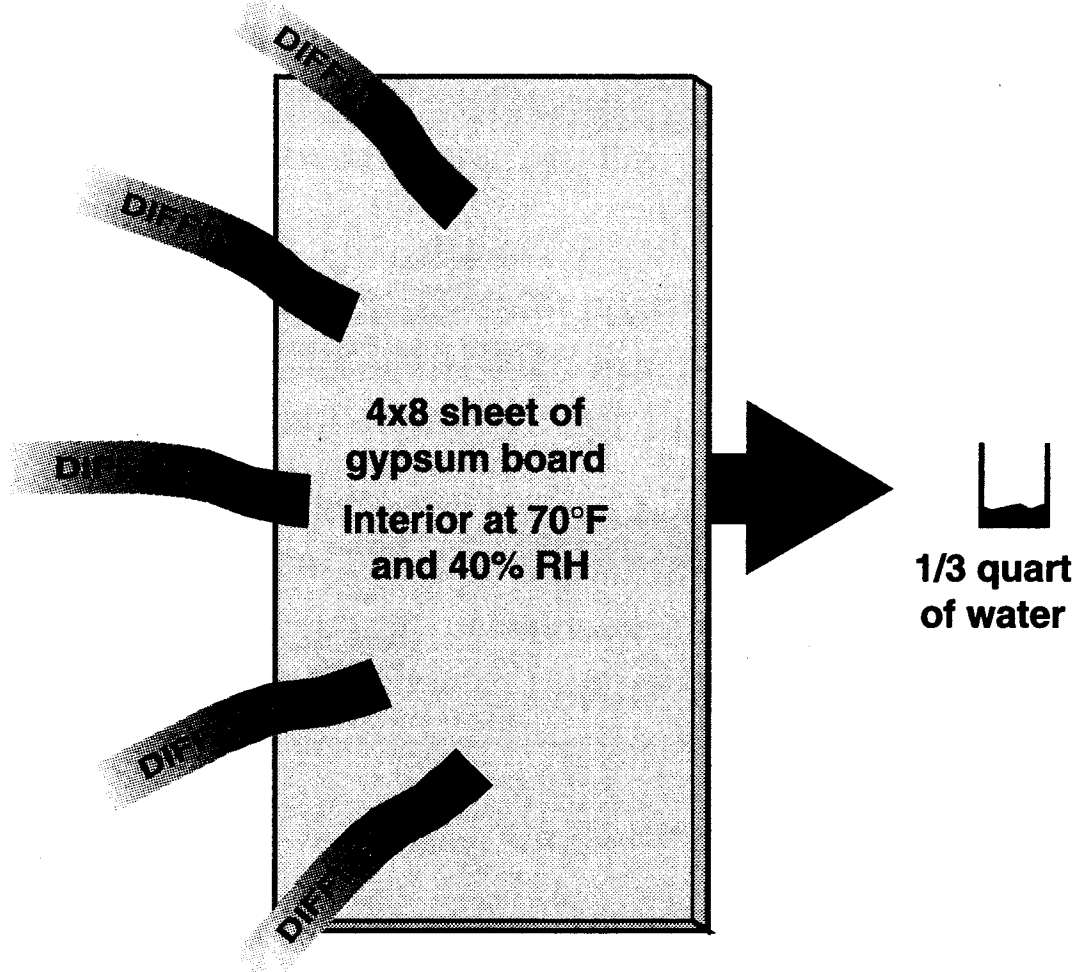 4x8 sheet of
gypsum board
Interior at 70°F
and 40% RH
1/3 quart
of water